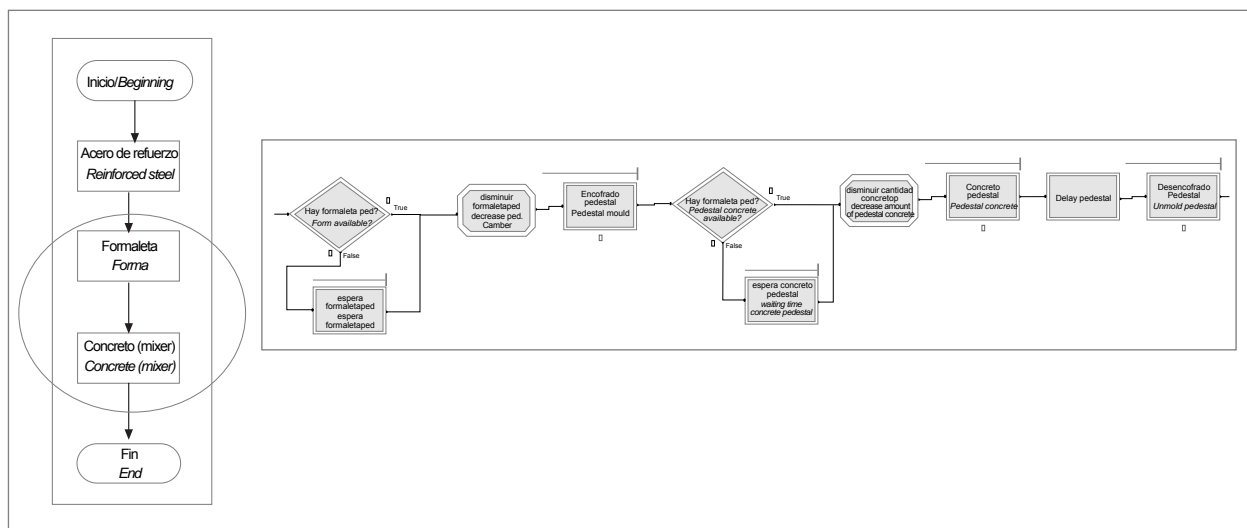 Inicio/Beginning
Acero de refuerzo
Reinforced steel
Formaleta
Forma
Concreto (mixer)
Concrete (mixer)
Fin
End
Hay formaleta ped?
Form available?
True
False
espera
formaletaped
espera
formaletaped
disminuir
formaletaped
decrease ped.
Camber
Encofrado
pedestal
Pedestal mould
Hay formaleta ped?
Pedestal concrete
available?
True
False
espera concreto
pedestal
waiting time
concrete pedestal
disminuir cantidad
concretop
decrease amount
of pedestal concrete
Concreto
pedestal
Pedestal concrete
Delay pedestal
Desencofrado
Pedestal
Unmold pedestal